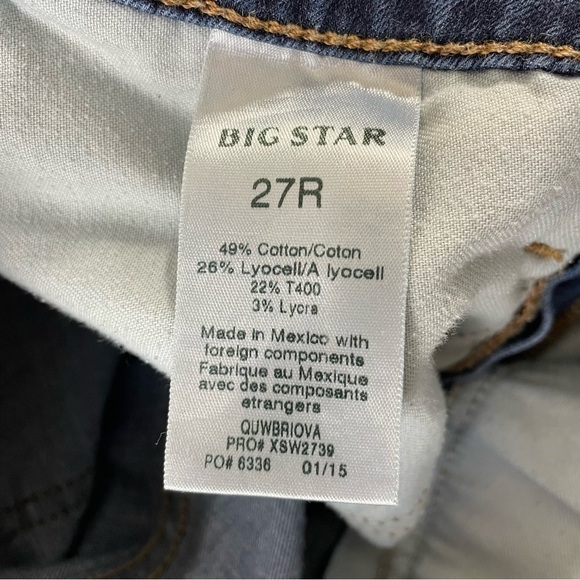 BIG STAR
27R
49% Cotton/Coton
26% Lyocell/A lyocell
22% T400
3% Lycra
Made in Mexico with
foreign components
Fabrique au Mexique
avec des composants
etrangers
QUWBRIOVA
PRO# XSW2739
PO# 6336 01/15